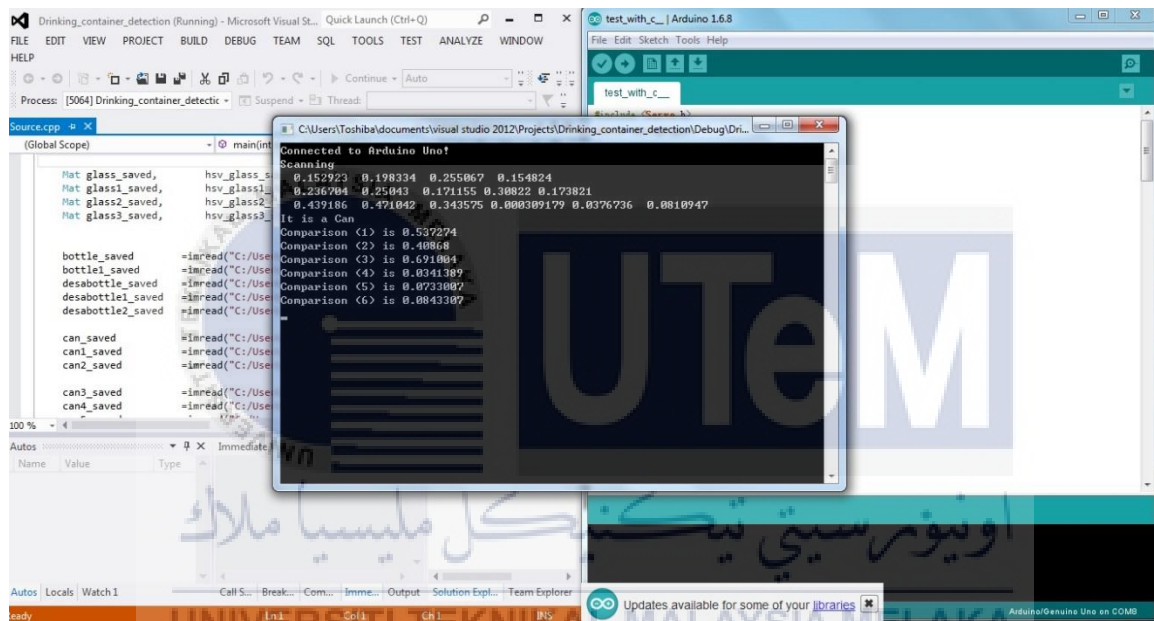 Drinking_container_detection (Running) - Microsoft Visual St...
Quick Launch (Ctrl+Q)
FILE EDIT VIEW PROJECT BUILD DEBUG TEAM SQL TOOLS TEST ANALYZE WINDOW
HELP
Continue Auto
Process: [5064] Drinking_container_detectic Suspend Thread:
Source.cpp
(Global Scope) main(int
Mat glass_saved, hsv_glass_s
Mat glass1_saved, hsv_glass1_
Mat glass2_saved, hsv_glass2_
Mat glass3_saved, hsv_glass3_
bottle_saved =imread("C:/Use
bottle1_saved =imread("C:/Use
desabottle_saved =imread("C:/Use
desabottle1_saved =imread("C:/Use
desabottle2_saved =imread("C:/Use
can_saved =imread("C:/Use
can1_saved =imread("C:/Use
can2_saved =imread("C:/Use
can3_saved =imread("C:/Use
can4_saved =imread("C:/Use
100 %
Autos
Name Value Type
Immediate
Autos Locals Watch 1
Call S... Break... Com... Imme... Output Solution Expl... Team Explorer
Ready Ln 1 Col 1 Ch 1 INS
C:\Users\Toshiba\documents\visual studio 2012\Projects\Drinking_container_detection\Debug\Dri...
Connected to Arduino Uno!
Scanning
0.152923 0.198334 0.255067 0.154824
0.236704 0.25043 0.171155 0.30822 0.173821
0.439186 0.471042 0.343575 0.000309179 0.0376736 0.0810947
It is a Can
Comparison (1) is 0.537274
Comparison (2) is 0.40868
Comparison (3) is 0.691004
Comparison (4) is 0.0341389
Comparison (5) is 0.0733007
Comparison (6) is 0.0843307
test_with_c__ | Arduino 1.6.8
File Edit Sketch Tools Help
test_with_c__
#include <Servo.h>
Updates available for some of your libraries
Arduino/Genuino Uno on COM8
UTeM
اونيۏرسيتي تيكنيكل مليسيا ملاك
UNIVERSITI TEKNIKAL MALAYSIA MELAKA